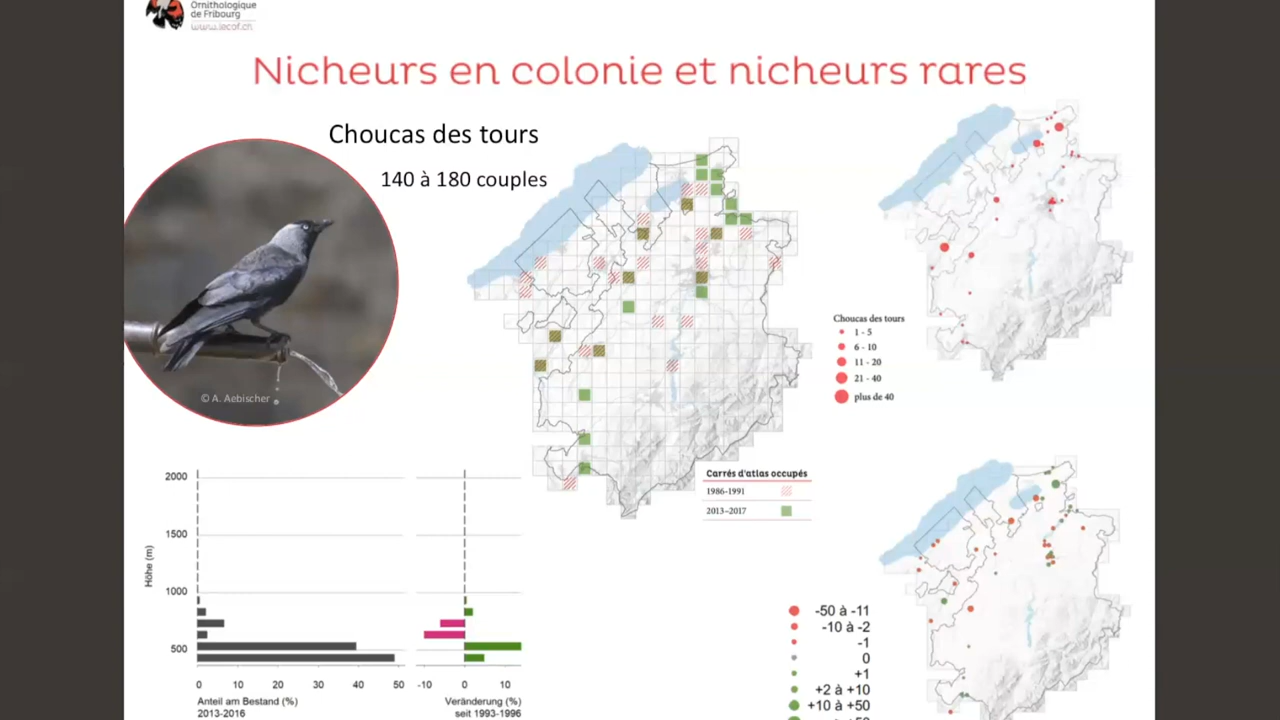 Ornithologique
de Fribourg
www.lecof.ch
Nicheurs en colonie et nicheurs rares
Choucas des tours
140 à 180 couples
© A. Aebischer
Carrés d'atlas occupés
1986-1991
2013-2017
Choucas des tours
1 - 5
6 - 10
11 - 20
21 - 40
plus de 40
Höhe (m)
2000
1500
1000
500
0 10 20 30 40 50
Anteil am Bestand (%)
2013-2016
-10 0 10
Veränderung (%)
seit 1993-1996
-50 à -11
-10 à -2
-1
0
+1
+2 à +10
+10 à +50